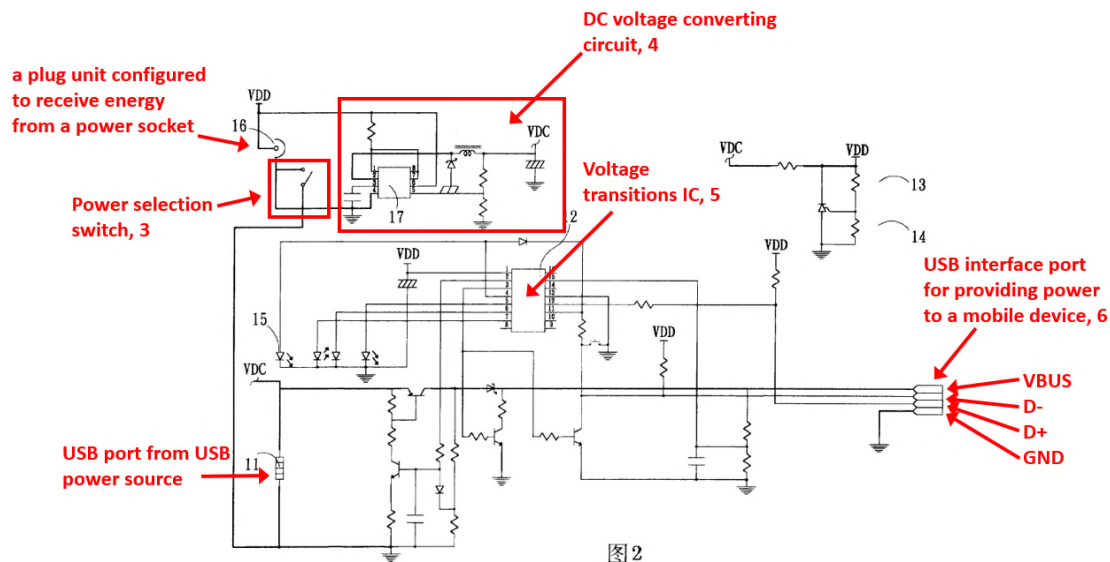 DC voltage converting
circuit, 4
a plug unit configured
to receive energy
from a power socket
VDD
16
VDC
17
Power selection
switch, 3
Voltage
transitions IC, 5
12
VDC
VDD
13
14
USB interface port
for providing power
to a mobile device, 6
VDD
VDD
15
VDD
VDC
VBUS
D-
D+
GND
USB port from USB
power source
11
图2